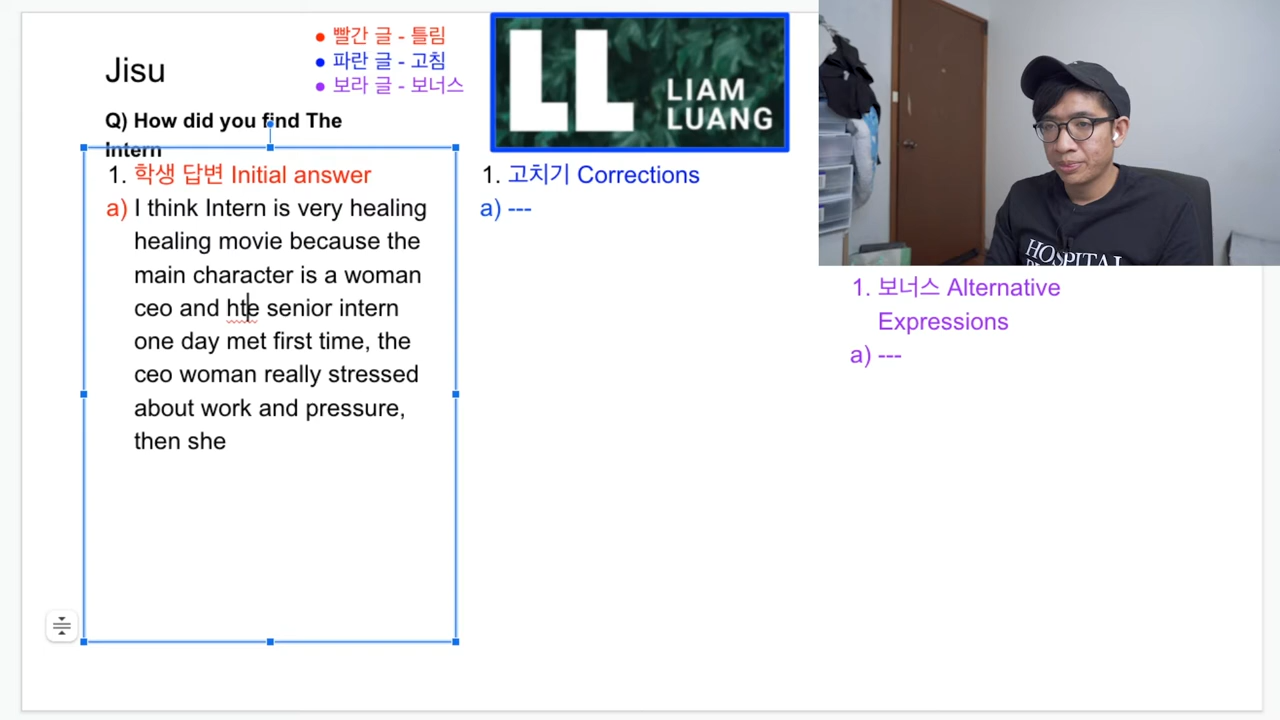 Jisu
빨간 글 - 틀림
파란 글 - 고침
보라 글 - 보너스
Q) How did you find The
Intern
LL
LIAM
LUANG
1. 학생 답변 Initial answer
a) I think Intern is very healing
healing movie because the
main character is a woman
ceo and hte senior intern
one day met first time, the
ceo woman really stressed
about work and pressure,
then she
1. 고치기 Corrections
a) ---
HOSPITAL
1. 보너스 Alternative
Expressions
a) ---